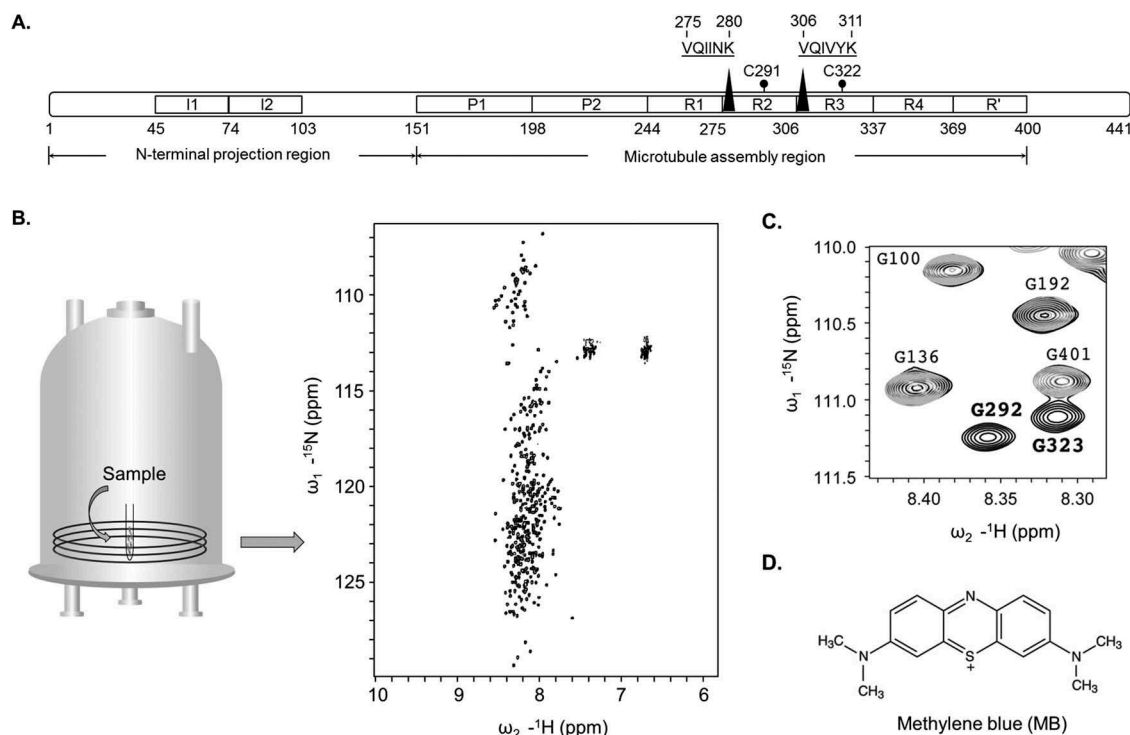 A.
275 280 306 311
VQIINK VQIVYK
C291 C322
I1 I2 P1 P2 R1 R2 R3 R4 R'
1 45 74 103 151 198 244 275 306 337 369 400 441
N-terminal projection region Microtubule assembly region
B.
Sample
110
115
120
125
10 9 8 7 6
ω₁ -¹⁵N (ppm)
ω₂ -¹H (ppm)
C.
110.0
110.5
111.0
111.5
G100
G192
G136
G401
G292
G323
8.40 8.35 8.30
ω₁ -¹⁵N (ppm)
ω₂ -¹H (ppm)
D.
N
H₃C N S N CH₃
+
CH₃ CH₃
Methylene blue (MB)